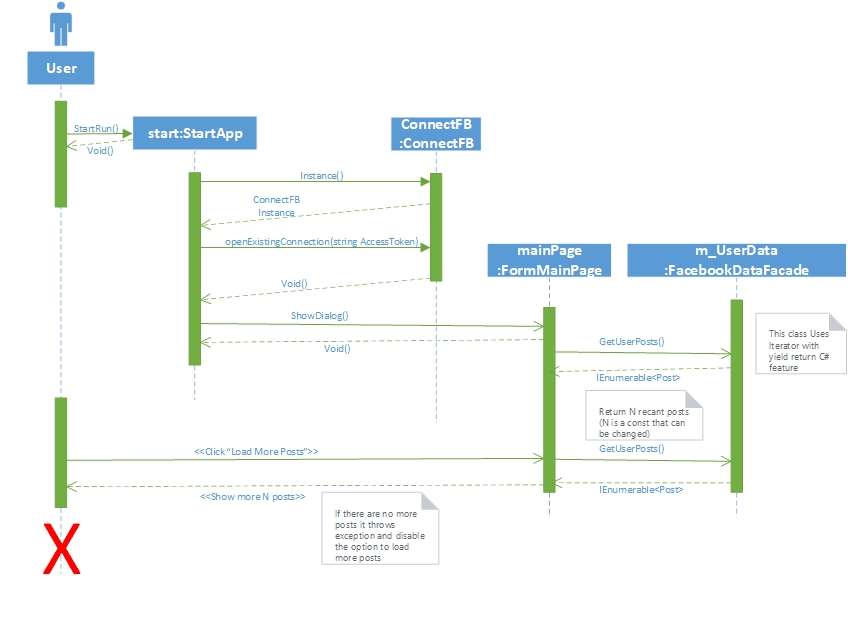 User
StartRun()
start:StartApp
ConnectFB
:ConnectFB
Void()
Instance()
ConnectFB
Instance
openExistingConnection(string AccessToken)
mainPage
:FormMainPage
m_UserData
:FacebookDataFacade
Void()
ShowDialog()
Void()
GetUserPosts()
This class Uses
Iterator with
yield return C#
feature
IEnumerable<Post>
Return N recant posts
(N is a const that can
be changed)
<<Click "Load More Posts">>
GetUserPosts()
IEnumerable<Post>
<<Show more N posts>>
If there are no more
posts it throws
exception and disable
the option to load
more posts
X